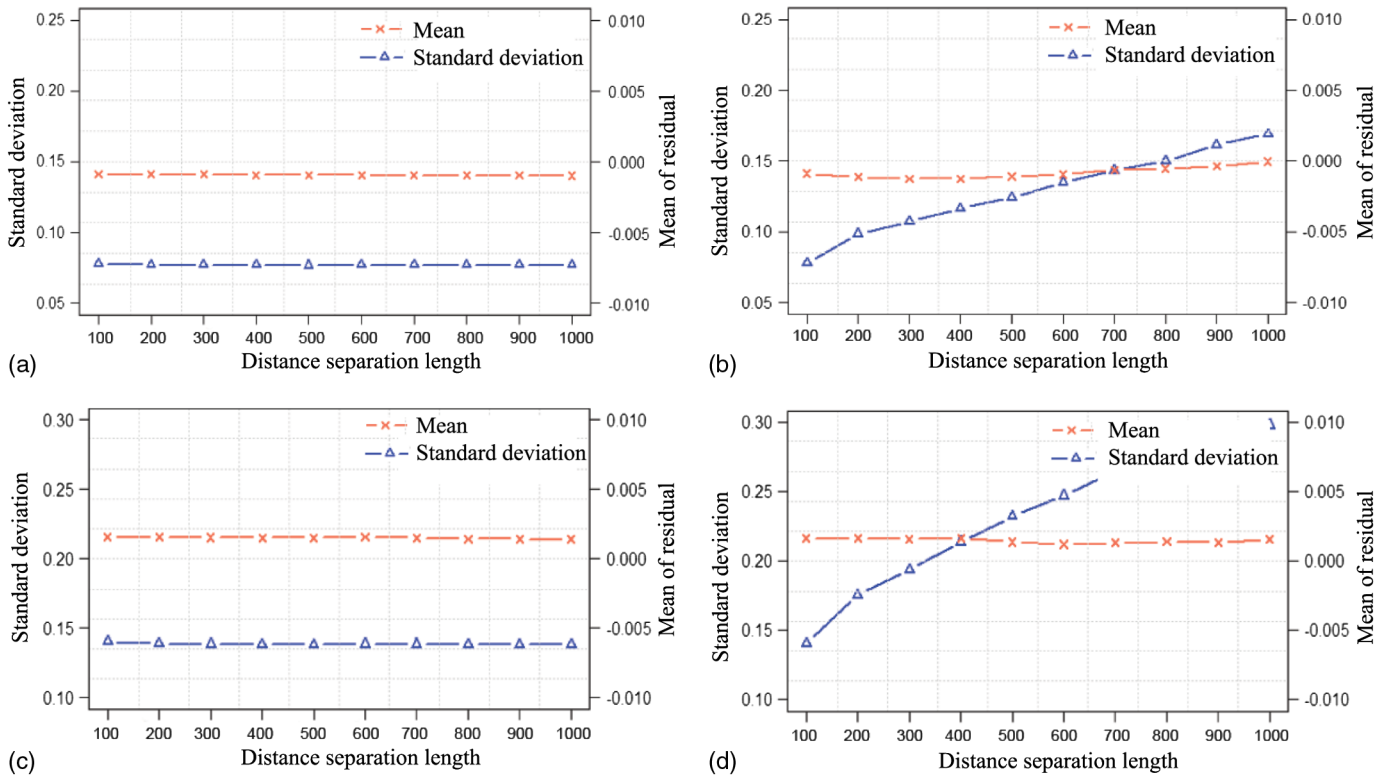 0.25
0.20
0.15
0.10
0.05
Standard deviation
0.010
0.005
0.000
-0.005
-0.010
Mean of residual
Mean
Standard deviation
100 200 300 400 500 600 700 800 900 1000
Distance separation length
(a)
0.25
0.20
0.15
0.10
0.05
Standard deviation
0.010
0.005
0.000
-0.005
-0.010
Mean of residual
Mean
Standard deviation
100 200 300 400 500 600 700 800 900 1000
Distance separation length
(b)
0.30
0.25
0.20
0.15
0.10
Standard deviation
0.010
0.005
0.000
-0.005
-0.010
Mean of residual
Mean
Standard deviation
100 200 300 400 500 600 700 800 900 1000
Distance separation length
(c)
0.30
0.25
0.20
0.15
0.10
Standard deviation
0.010
0.005
0.000
-0.005
-0.010
Mean of residual
Mean
Standard deviation
100 200 300 400 500 600 700 800 900 1000
Distance separation length
(d)